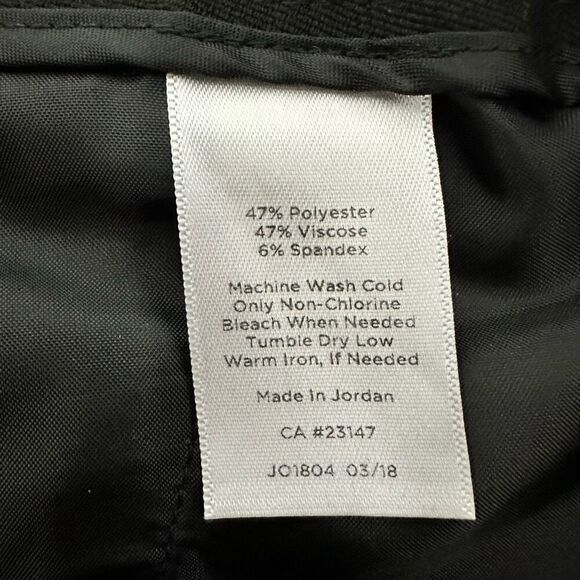 47% Polyester
47% Viscose
6% Spandex
Machine Wash Cold
Only Non-Chlorine
Bleach When Needed
Tumble Dry Low
Warm Iron, If Needed
Made In Jordan
CA #23147
JO1804 03/18